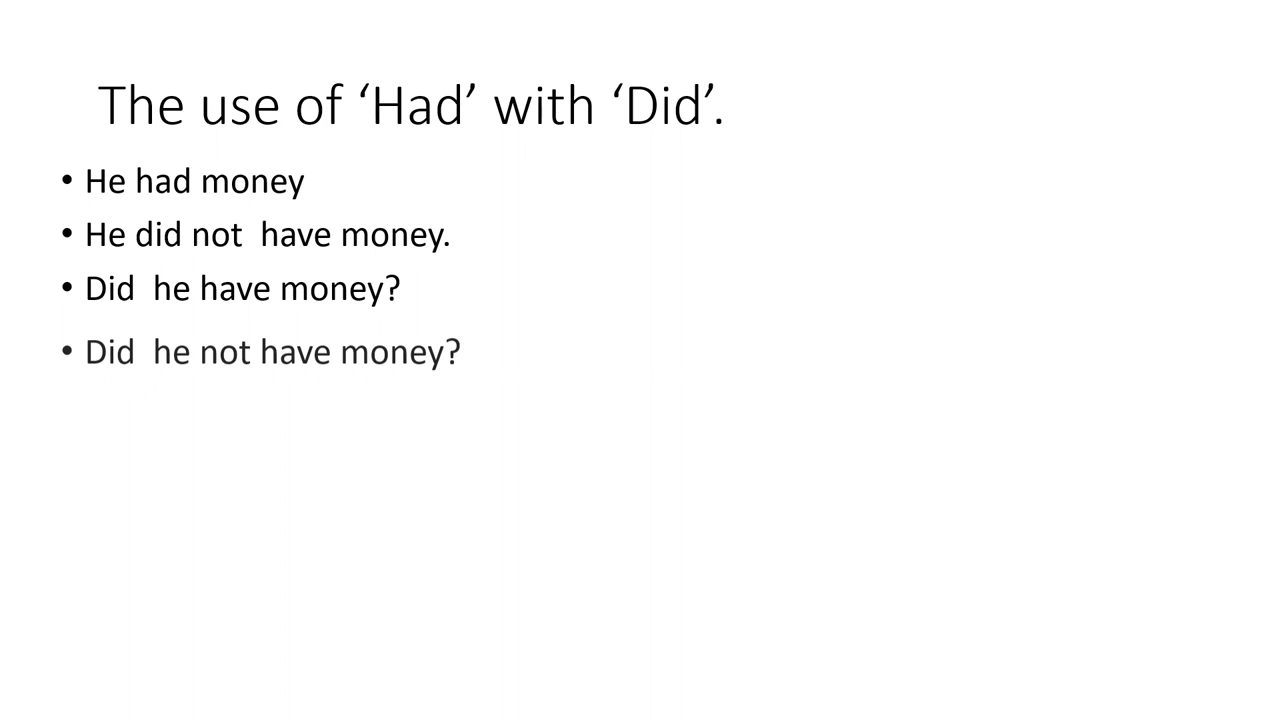 The use of ‘Had’ with ‘Did’.
• He had money
• He did not  have money.
• Did  he have money?
• Did  he not have money?